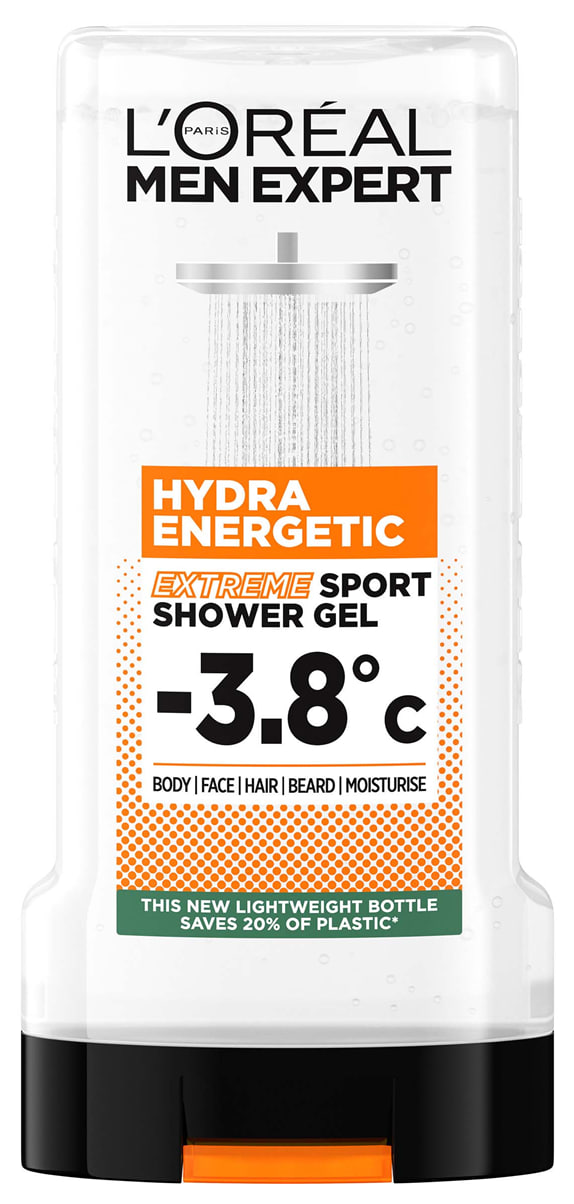 L'ORÉAL
PARIS
MEN EXPERT
HYDRA
ENERGETIC
EXTREME SPORT
SHOWER GEL
-3.8°C
BODY | FACE | HAIR | BEARD | MOISTURISE
THIS NEW LIGHTWEIGHT BOTTLE
SAVES 20% OF PLASTIC*